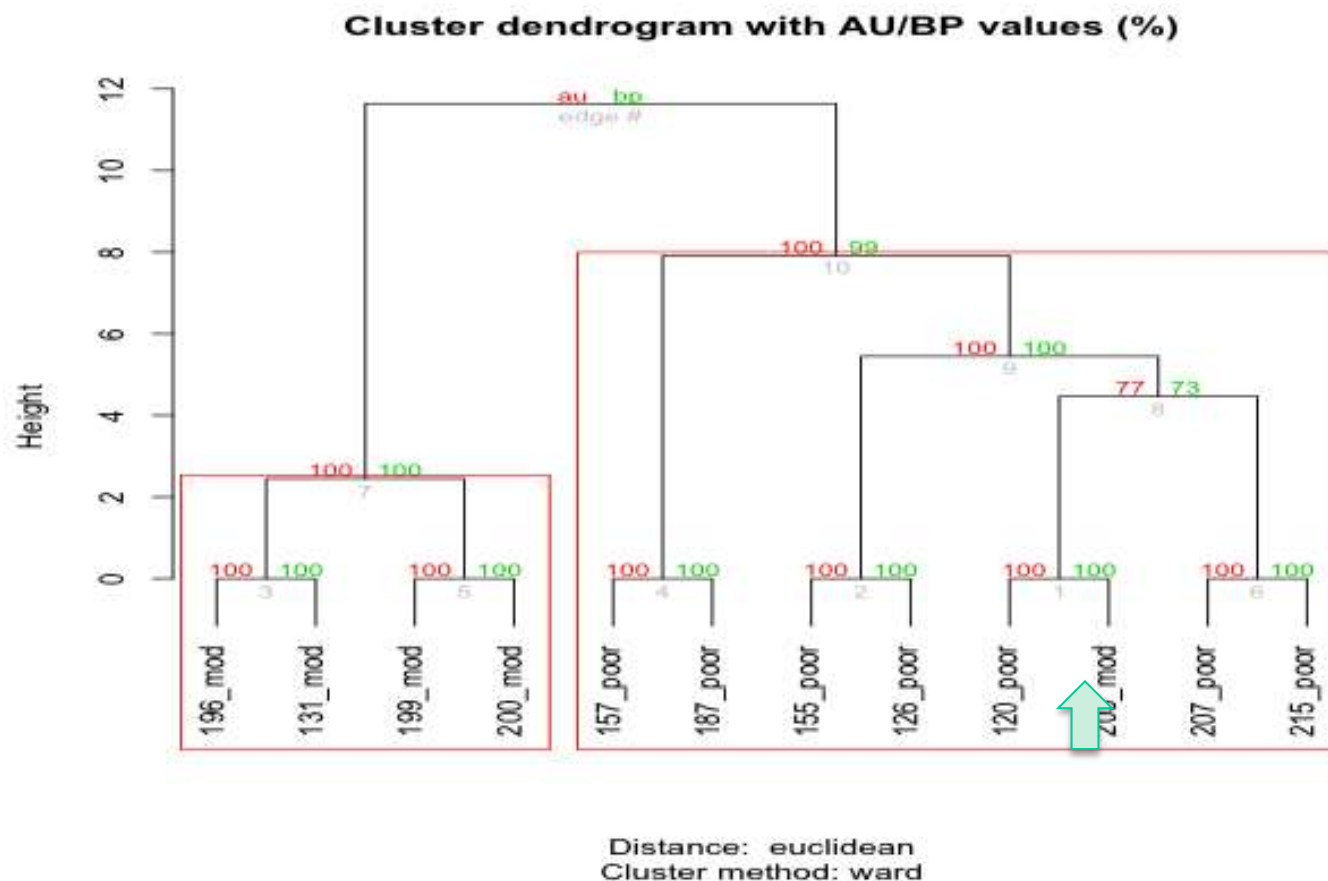 Cluster dendrogram with AU/BP values (%)
12
10
8
6
4
2
0
Height
au bp
edge #
100 99
10
100 100
9
77 73
8
100 100
7
100 100
3
100 100
5
100 100
4
100 100
2
100 100
1
100 100
6
196_mod
131_mod
199_mod
200_mod
157_poor
187_poor
155_poor
126_poor
120_poor
207_poor
215_poor
Distance: euclidean
Cluster method: ward